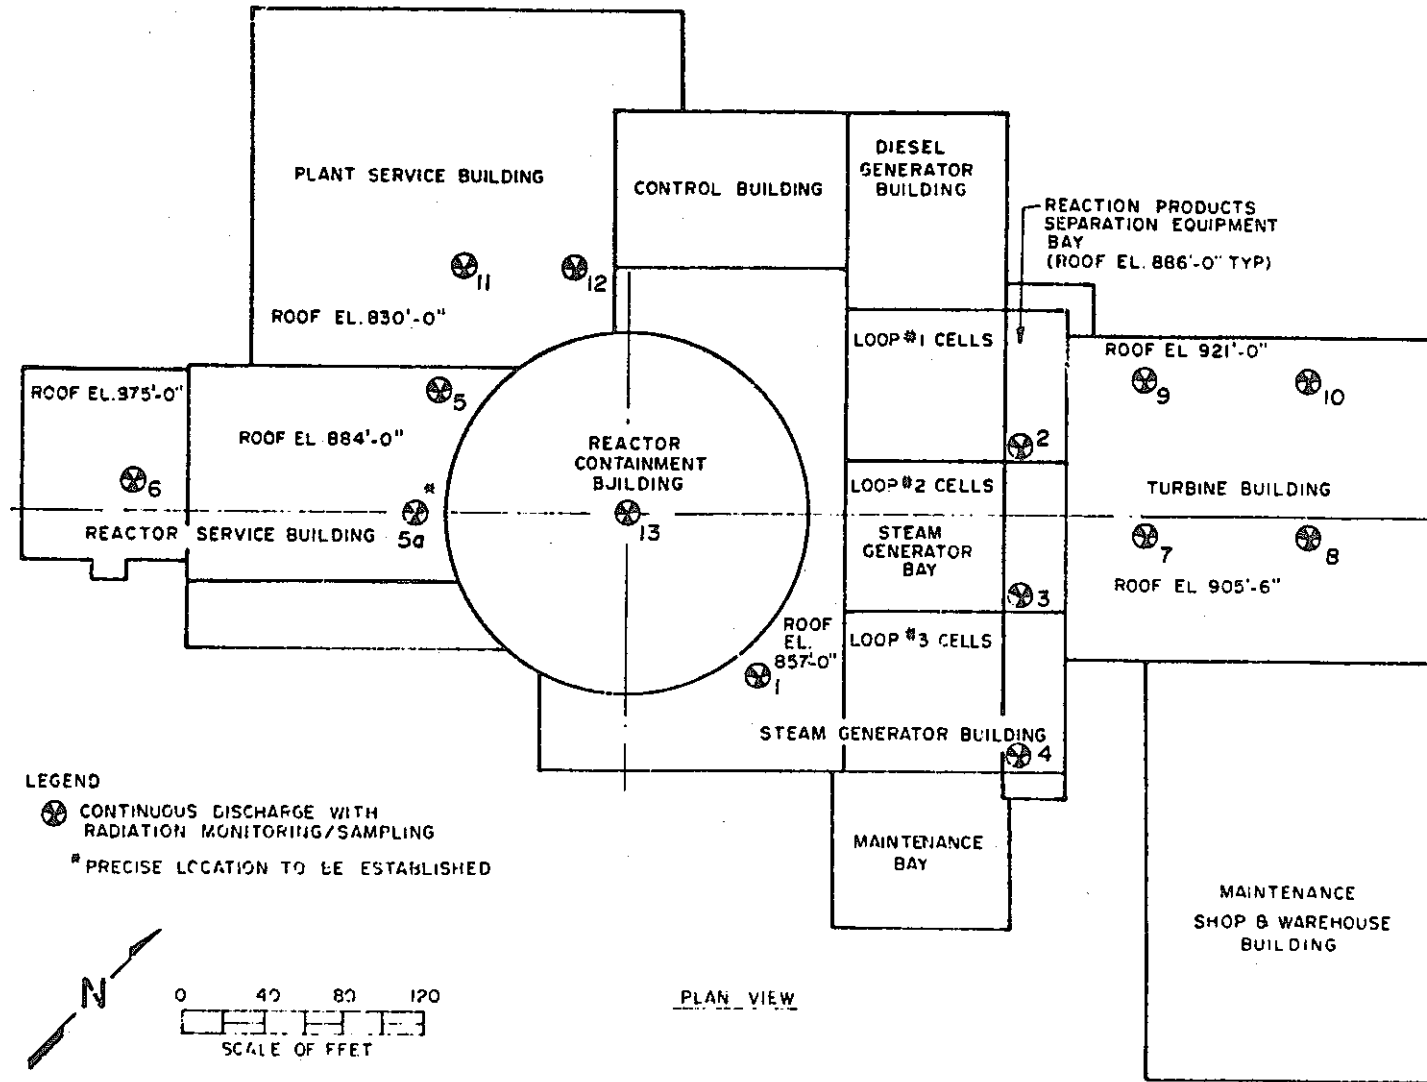 PLANT SERVICE BUILDING
11
12
ROOF EL. 830'-0"
CONTROL BUILDING
DIESEL
GENERATOR
BUILDING
REACTION PRODUCTS
SEPARATION EQUIPMENT
BAY
(ROOF EL. 886'-0" TYP)
ROOF EL. 975'-0"
6
ROOF EL 884'-0"
5
REACTOR SERVICE BUILDING
*
5a
REACTOR
CONTAINMENT
BUILDING
13
LOOP #1 CELLS
2
LOOP #2 CELLS
STEAM
GENERATOR
BAY
3
LOOP #3 CELLS
ROOF
EL.
857'-0"
1
STEAM GENERATOR BUILDING
4
ROOF EL 921'-0"
9
10
TURBINE BUILDING
7
8
ROOF EL 905'-6"
MAINTENANCE
BAY
MAINTENANCE
SHOP & WAREHOUSE
BUILDING
LEGEND
CONTINUOUS DISCHARGE WITH
RADIATION MONITORING/SAMPLING
* PRECISE LOCATION TO BE ESTABLISHED
N
0 40 80 120
SCALE OF FEET
PLAN VIEW